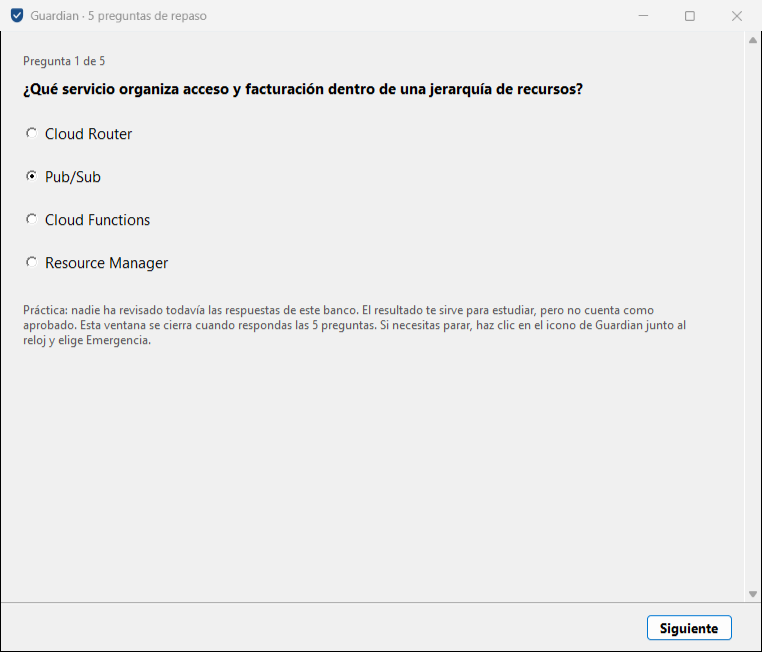 Guardian · 5 preguntas de repaso
Pregunta 1 de 5
¿Qué servicio organiza acceso y facturación dentro de una jerarquía de recursos?
Cloud Router
Pub/Sub
Cloud Functions
Resource Manager
Práctica: nadie ha revisado todavía las respuestas de este banco. El resultado te sirve para estudiar, pero no cuenta como
aprobado. Esta ventana se cierra cuando respondas las 5 preguntas. Si necesitas parar, haz clic en el icono de Guardian junto al
reloj y elige Emergencia.
Siguiente